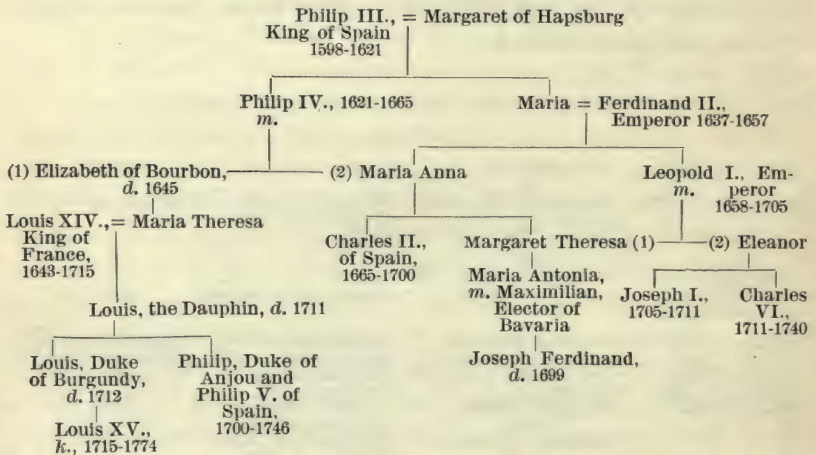 Philip III., = Margaret of Hapsburg
King of Spain
1598-1621
Philip IV., 1621-1665
m.
Maria = Ferdinand II.,
Emperor 1637-1657
(1) Elizabeth of Bourbon,
d. 1645
(2) Maria Anna
Leopold I., Em-
m. peror
1658-1705
Louis XIV., = Maria Theresa
King of
France,
1643-1715
Charles II.,
of Spain,
1665-1700
Margaret Theresa (1)
(2) Eleanor
Maria Antonia,
m. Maximilian,
Elector of
Bavaria
Joseph I.,
1705-1711
Charles
VI.,
1711-1740
Louis, the Dauphin, d. 1711
Joseph Ferdinand,
d. 1699
Louis, Duke
of Burgundy,
d. 1712
Philip, Duke of
Anjou and
Philip V. of
Spain,
1700-1746
Louis XV.,
k., 1715-1774